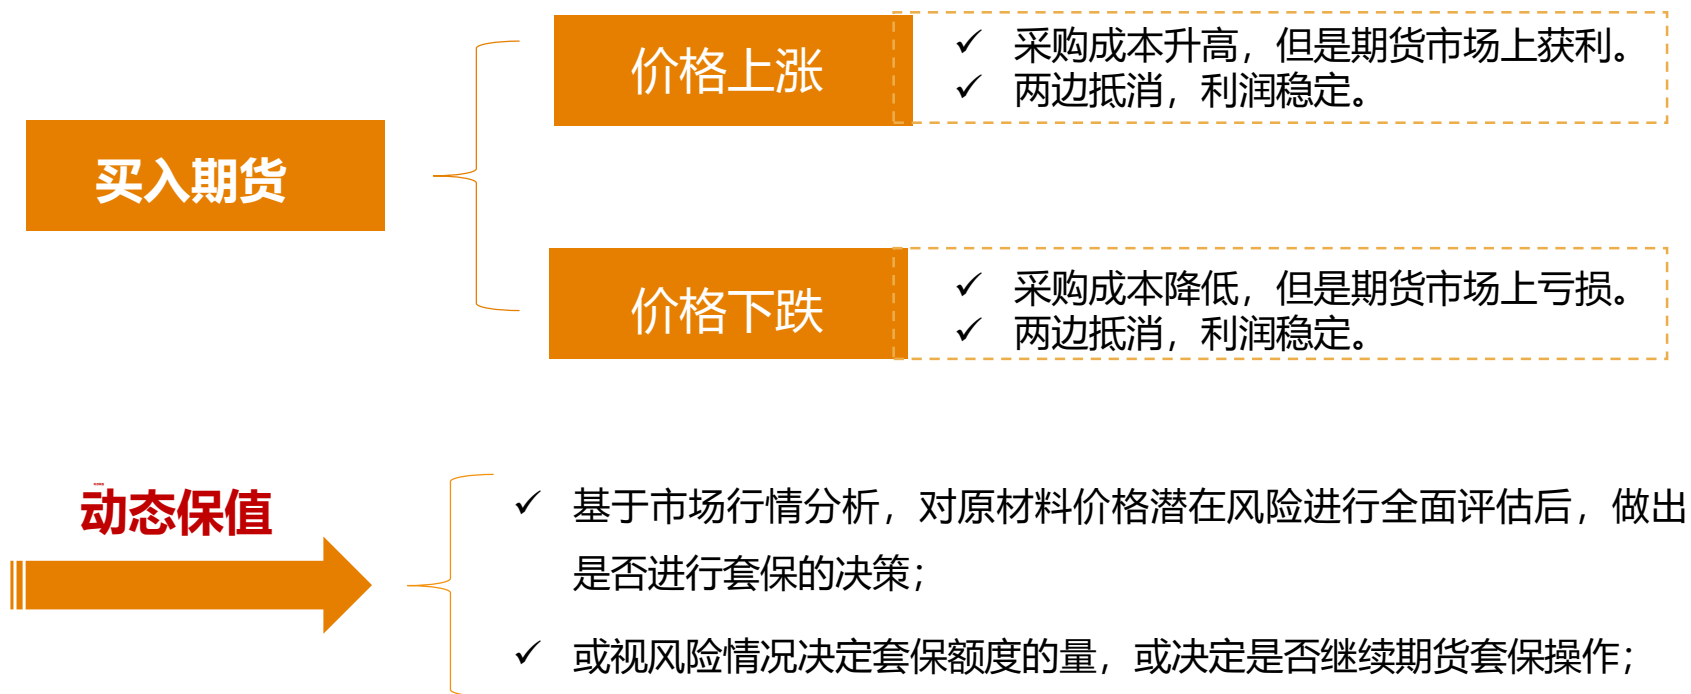 买入期货
价格上涨
✓ 采购成本升高，但是期货市场上获利。
✓ 两边抵消，利润稳定。
价格下跌
✓ 采购成本降低，但是期货市场上亏损。
✓ 两边抵消，利润稳定。
动态保值
✓ 基于市场行情分析，对原材料价格潜在风险进行全面评估后，做出
是否进行套保的决策；
✓ 或视风险情况决定套保额度的量，或决定是否继续期货套保操作；